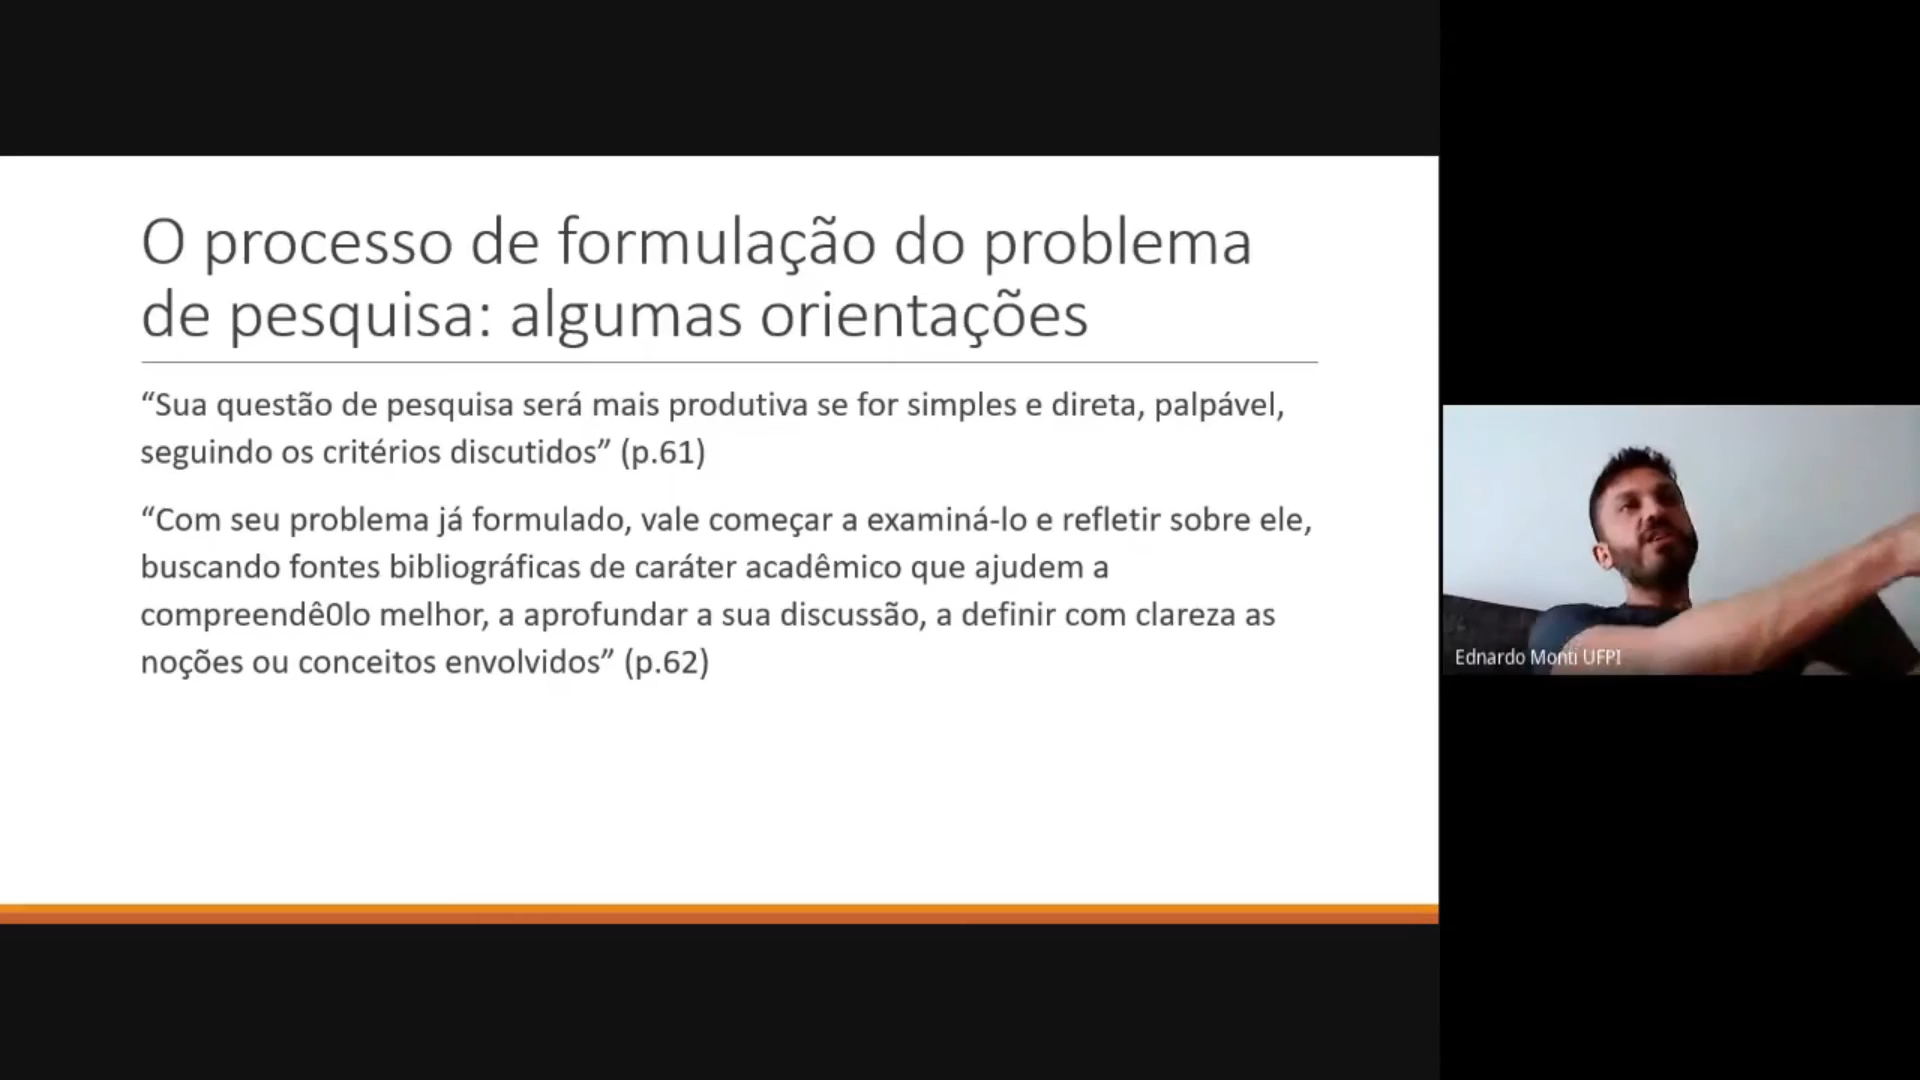 O processo de formulação do problema
de pesquisa: algumas orientações
“Sua questão de pesquisa será mais produtiva se for simples e direta, palpável,
seguindo os critérios discutidos” (p.61)
“Com seu problema já formulado, vale começar a examiná-lo e refletir sobre ele,
buscando fontes bibliográficas de caráter acadêmico que ajudem a
compreendê0lo melhor, a aprofundar a sua discussão, a definir com clareza as
noções ou conceitos envolvidos” (p.62)
Ednardo Monti UFPI